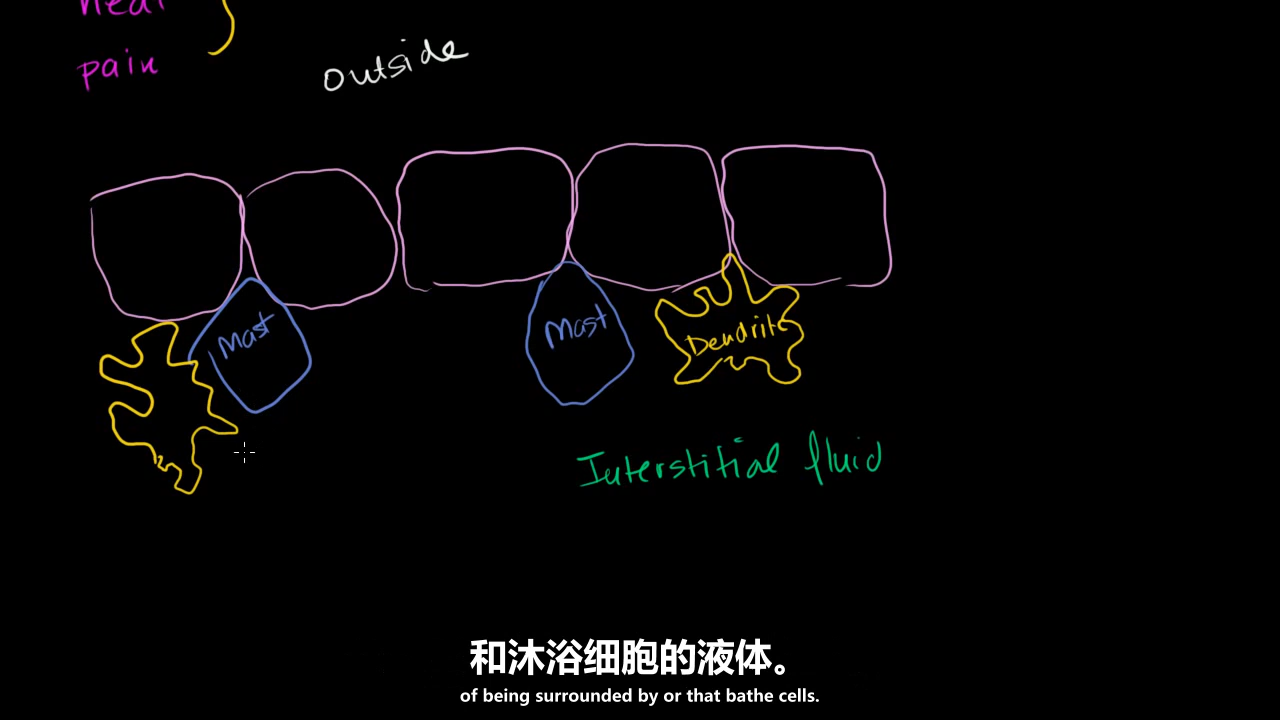 heat
pain
outside
Mast
Mast
Dendrite
Interstitial fluid
和沐浴细胞的液体。
of being surrounded by or that bathe cells.